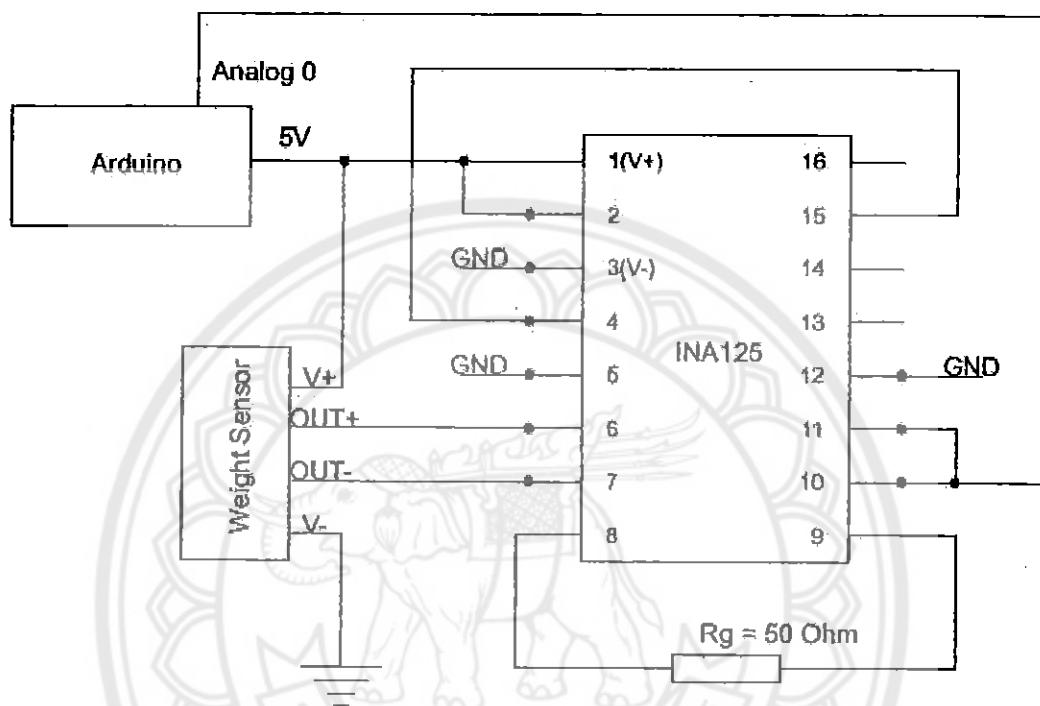 Analog 0
5V
Arduino
1(V+) 16
2 15
GND 3(V-) 14
4 13
INA125
GND 5 12 GND
V+
OUT+ 6 11
OUT- 7 10
V- 8 9
Weight Sensor
Rg = 50 Ohm